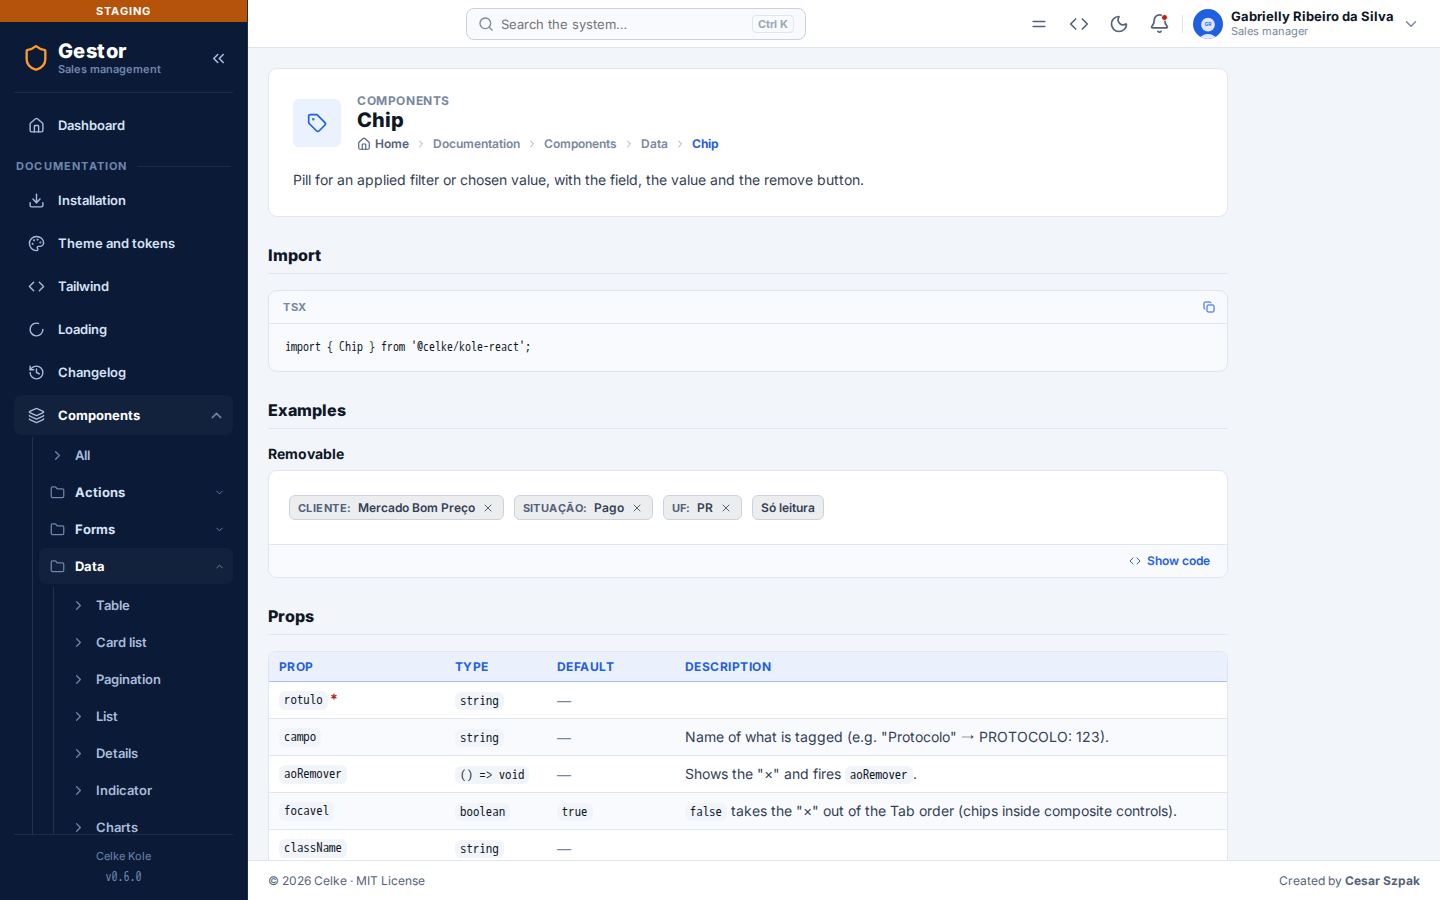 STAGING
Gestor
Sales management
Dashboard
DOCUMENTATION
Installation
Theme and tokens
Tailwind
Loading
Changelog
Components
All
Actions
Forms
Data
Table
Card list
Pagination
List
Details
Indicator
Charts
Celke Kole
v0.6.0
Search the system...
Ctrl K
GR
Gabrielly Ribeiro da Silva
Sales manager
COMPONENTS
Chip
Home
Documentation
Components
Data
Chip
Pill for an applied filter or chosen value, with the field, the value and the remove button.
Import
TSX
import { Chip } from '@celke/kole-react';
Examples
Removable
CLIENTE: Mercado Bom Preço ×
SITUAÇÃO: Pago ×
UF: PR ×
Só leitura
Show code
Props
PROP TYPE DEFAULT DESCRIPTION
rotulo * string —
campo string — Name of what is tagged (e.g. "Protocolo" → PROTOCOLO: 123).
aoRemover () => void — Shows the "×" and fires aoRemover.
focavel boolean true false takes the "×" out of the Tab order (chips inside composite controls).
className string —
© 2026 Celke · MIT License
Created by Cesar Szpak